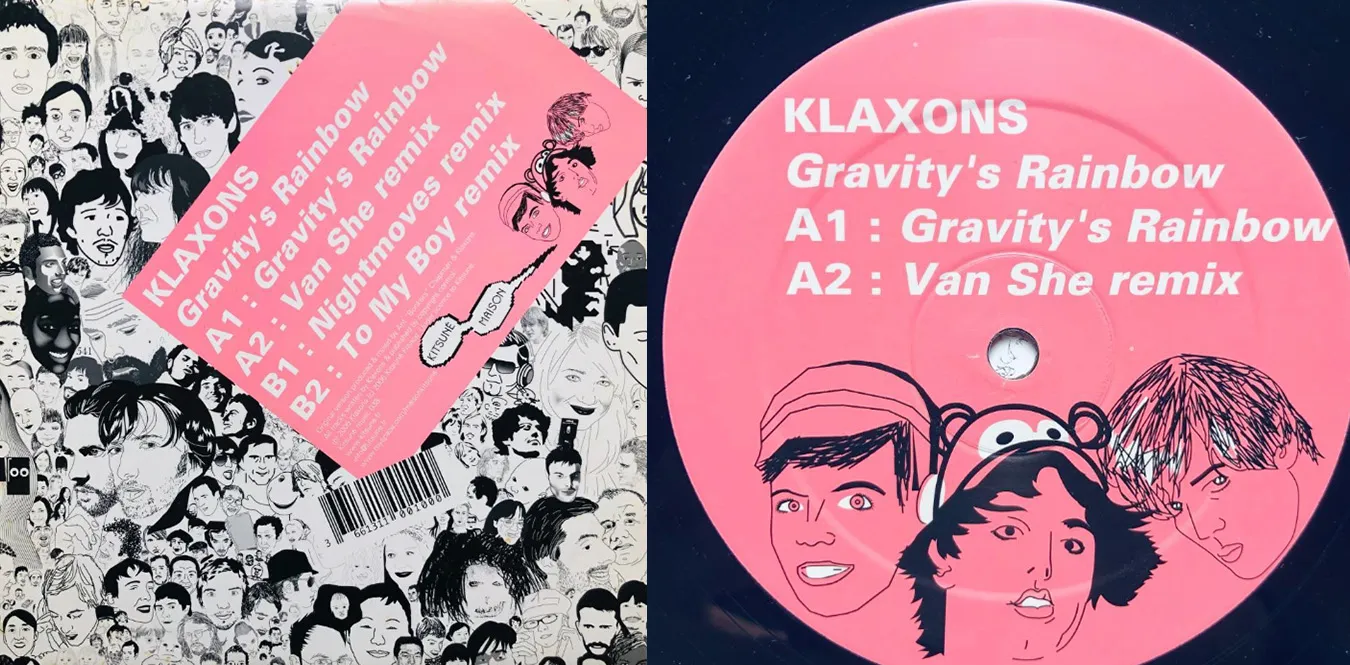 KLAXONS
Gravity's Rainbow
A1 : Gravity's Rainbow
A2 : Van She remix
B1 : Nightmoves remix
B2 : To My Boy remix
KITSUNÉ
MAISON
541
KLAXONS
Gravity's Rainbow
A1 : Gravity's Rainbow
A2 : Van She remix